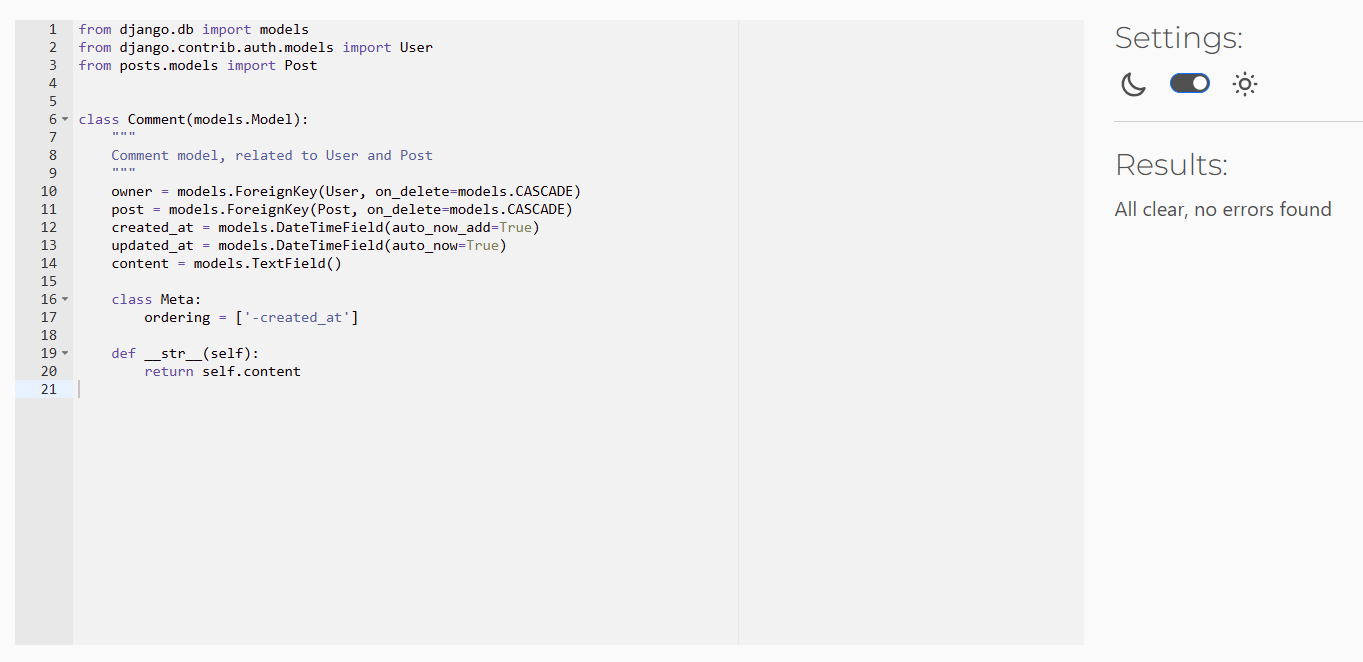 1 from django.db import models
2 from django.contrib.auth.models import User
3 from posts.models import Post
4
5
6 class Comment(models.Model):
7     """
8     Comment model, related to User and Post
9     """
10     owner = models.ForeignKey(User, on_delete=models.CASCADE)
11     post = models.ForeignKey(Post, on_delete=models.CASCADE)
12     created_at = models.DateTimeField(auto_now_add=True)
13     updated_at = models.DateTimeField(auto_now=True)
14     content = models.TextField()
15
16     class Meta:
17         ordering = ['-created_at']
18
19     def __str__(self):
20         return self.content
21
Settings:
Results:
All clear, no errors found